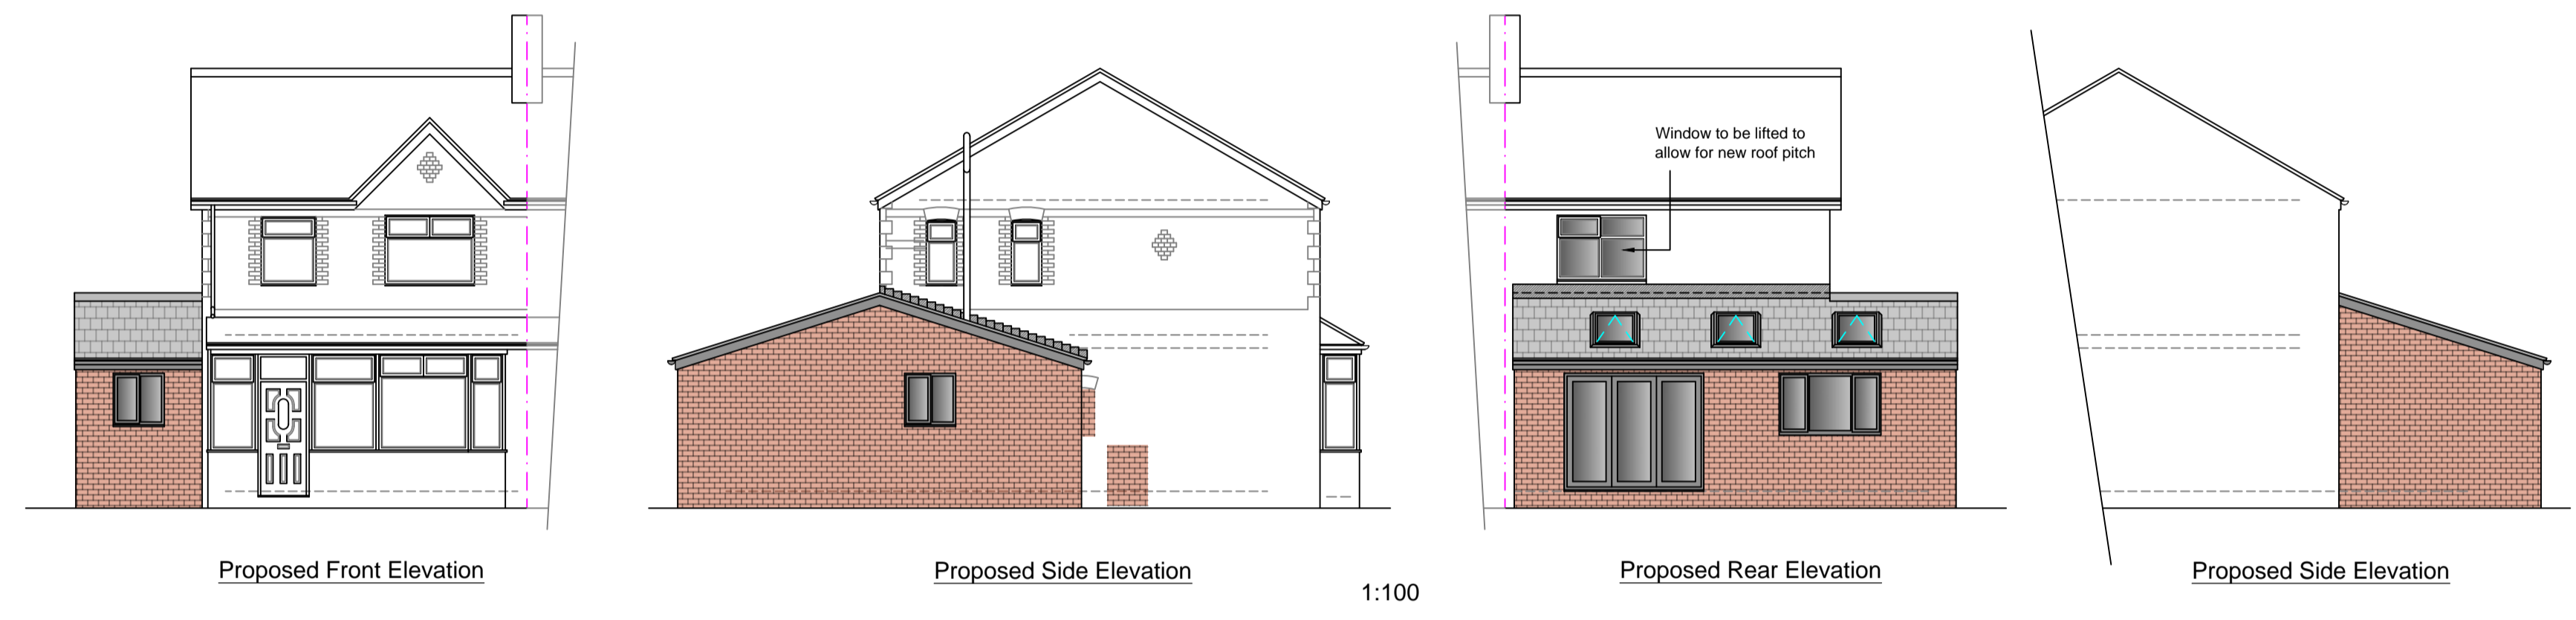 Window to be lifted to
allow for new roof pitch
Proposed Front Elevation
Proposed Side Elevation
1:100
Proposed Rear Elevation
Proposed Side Elevation